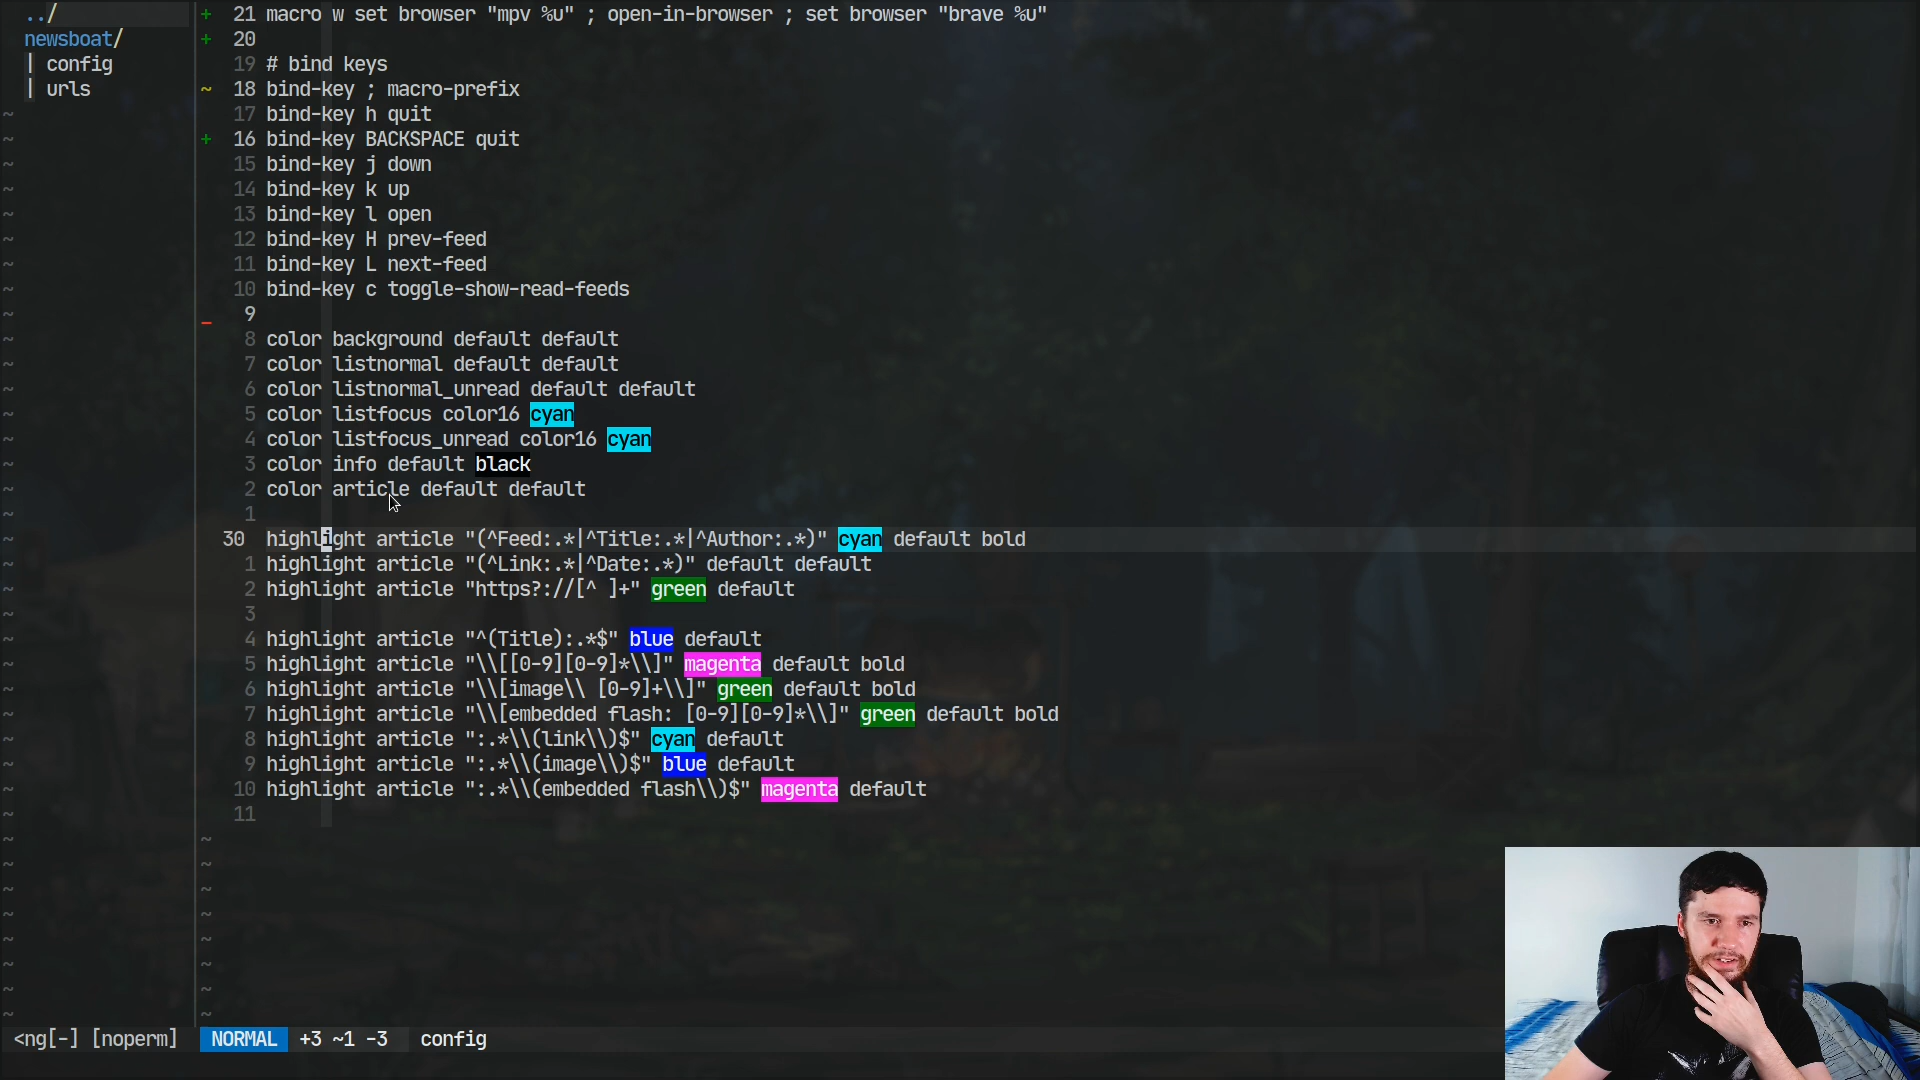 ../
newsboat/
| config
| urls
+ 21 macro w set browser "mpv %u" ; open-in-browser ; set browser "brave %u"
+ 20
19 # bind keys
~ 18 bind-key ; macro-prefix
17 bind-key h quit
+ 16 bind-key BACKSPACE quit
15 bind-key j down
14 bind-key k up
13 bind-key l open
12 bind-key H prev-feed
11 bind-key L next-feed
10 bind-key c toggle-show-read-feeds
_ 9
8 color background default default
7 color listnormal default default
6 color listnormal_unread default default
5 color listfocus color16 cyan
4 color listfocus_unread color16 cyan
3 color info default black
2 color article default default
1
30 highlight article "(^Feed:.*|^Title:.*|^Author:.*)" cyan default bold
1 highlight article "(^Link:.*|^Date:.*)" default default
2 highlight article "https?://[^ ]+" green default
3
4 highlight article "^(Title):.*$" blue default
5 highlight article "\\[[0-9][0-9]*\\]" magenta default bold
6 highlight article "\\[image\\ [0-9]+\\]" green default bold
7 highlight article "\\[embedded flash: [0-9][0-9]*\\]" green default bold
8 highlight article ":.*\\(link\\)$" cyan default
9 highlight article ":.*\\(image\\)$" blue default
10 highlight article ":.*\\(embedded flash\\)$" magenta default
11
<ng[-] [noperm] NORMAL +3 ~1 -3 config